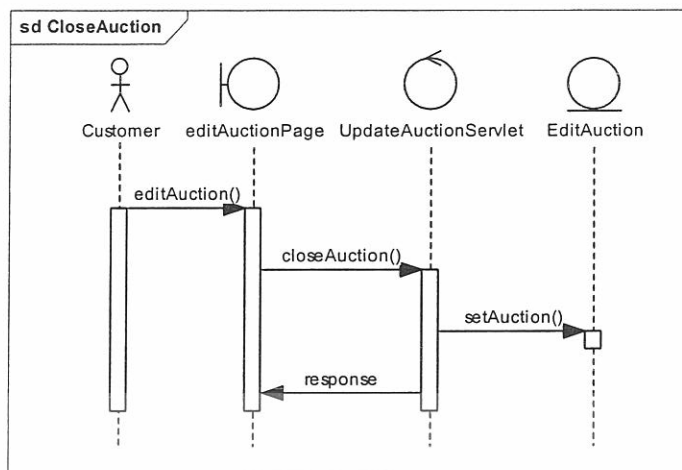 sd CloseAuction
Customer
editAuctionPage
UpdateAuctionServlet
EditAuction
editAuction()
closeAuction()
setAuction()
response